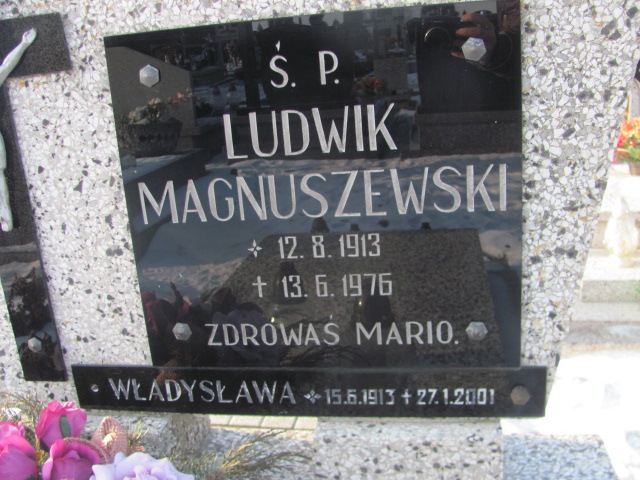 Ś. P.
LUDWIK
MAGNUSZEWSKI
12. 8. 1913
† 13. 6. 1976
ZDROWAŚ MARIO.
WŁADYSŁAWA 15.6.1913 † 27.1.2001